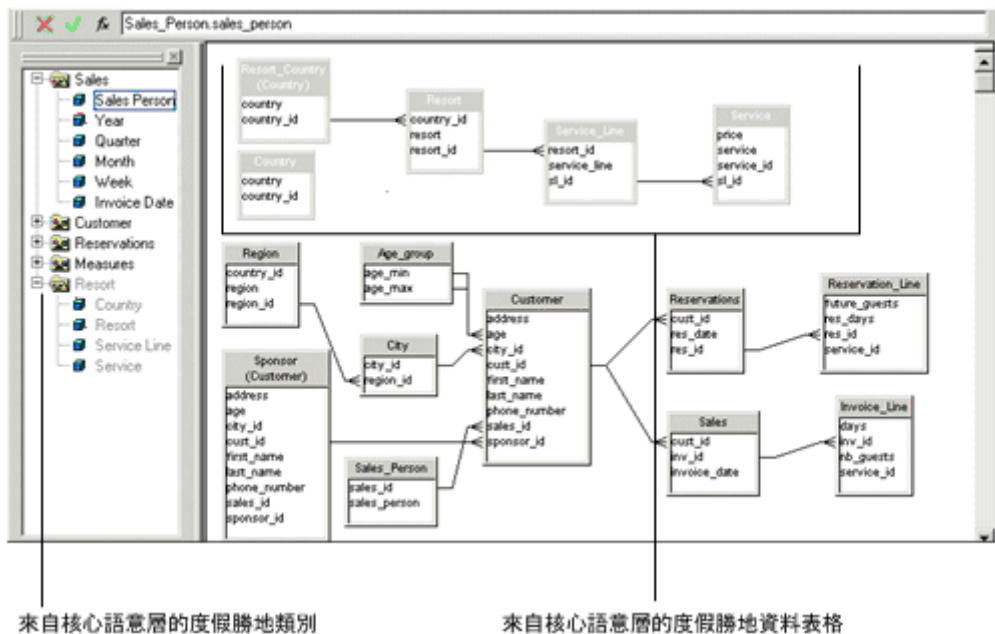 Sales_Person.sales_person
Sales
Sales Person
Year
Quarter
Month
Week
Invoice Date
Customer
Reservations
Measures
Resort
Country
Resort
Service Line
Service
Resort_Country
(Country)
country
country_id
Country
country
country_id
Resort
country_id
resort
resort_id
Service_Line
resort_id
service_line
sl_id
Service
price
service
service_id
sl_id
Region
country_id
region
region_id
Age_group
age_min
age_max
City
city_id
region_id
Customer
address
age
city_id
cust_id
first_name
last_name
phone_number
sales_id
sponsor_id
Sponsor
(Customer)
address
age
city_id
cust_id
first_name
last_name
phone_number
sales_id
sponsor_id
Sales_Person
sales_id
sales_person
Reservations
cust_id
res_date
res_id
Reservation_Line
future_guests
res_days
res_id
service_id
Sales
cust_id
inv_id
invoice_date
Invoice_Line
days
inv_id
nb_guests
service_id
來自核心語意層的度假勝地類別
來自核心語意層的度假勝地資料表格